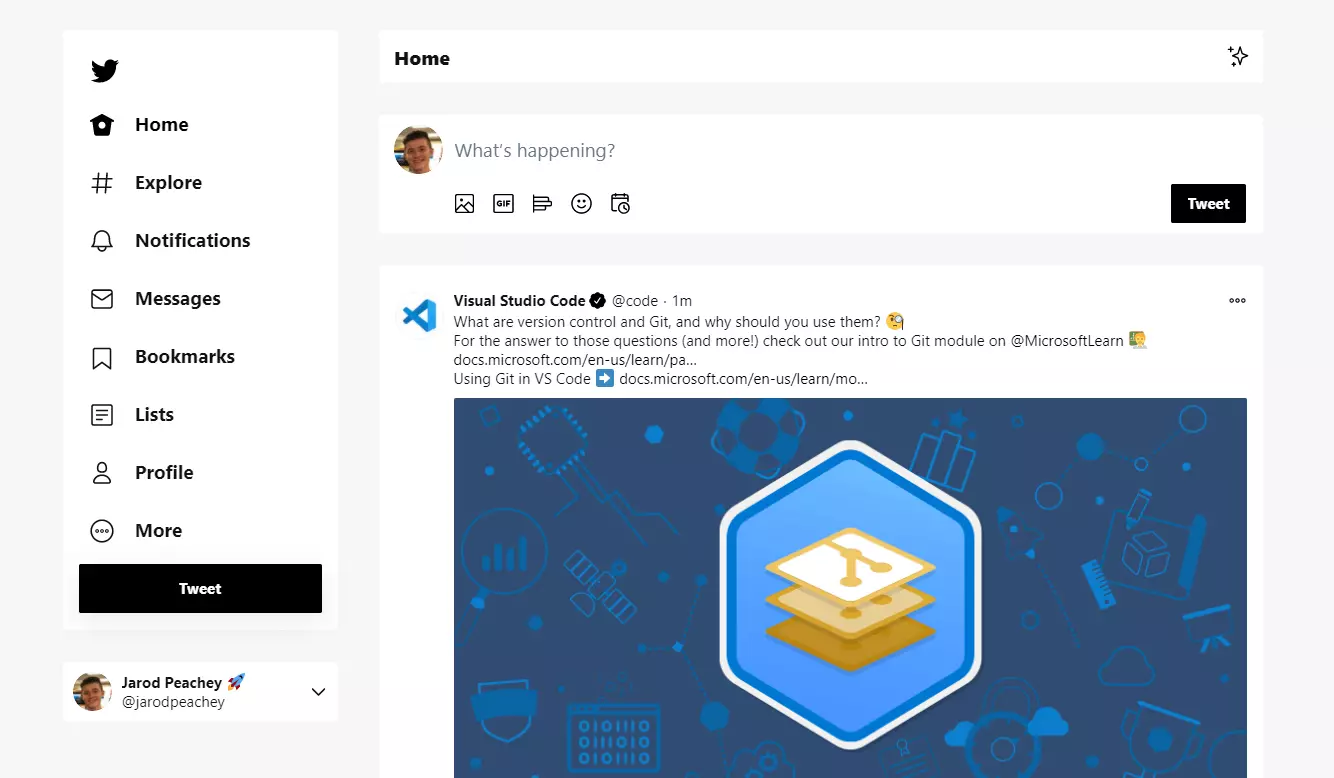 Home
Explore
Notifications
Messages
Bookmarks
Lists
Profile
More
Tweet
Jarod Peachey 🚀
@jarodpeachey
Home
What's happening?
GIF
Tweet
Visual Studio Code @code · 1m
What are version control and Git, and why should you use them? 🧐
For the answer to those questions (and more!) check out our intro to Git module on @MicrosoftLearn 🧑‍🏫
docs.microsoft.com/en-us/learn/pa...
Using Git in VS Code ➡️ docs.microsoft.com/en-us/learn/mo...
010110
010110
010110